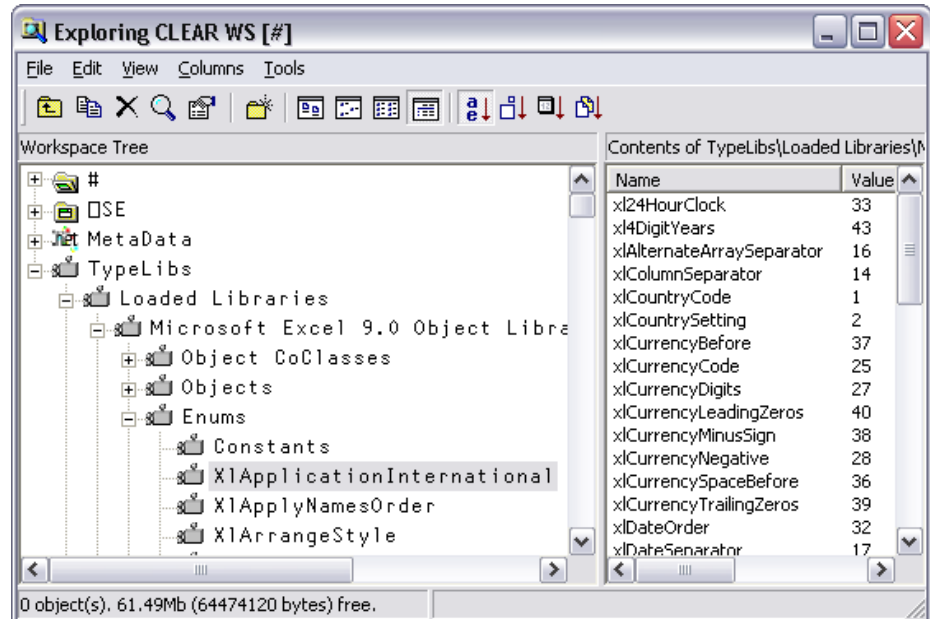 Exploring CLEAR WS [#]
File Edit View Columns Tools
Workspace Tree
#
⎕SE
MetaData
TypeLibs
Loaded Libraries
Microsoft Excel 9.0 Object Libra
Object CoClasses
Objects
Enums
Constants
XlApplicationInternational
XlApplyNamesOrder
XlArrangeStyle
Contents of TypeLibs\Loaded Libraries\
Name Value
xl24HourClock 33
xl4DigitYears 43
xlAlternateArraySeparator 16
xlColumnSeparator 14
xlCountryCode 1
xlCountrySetting 2
xlCurrencyBefore 37
xlCurrencyCode 25
xlCurrencyDigits 27
xlCurrencyLeadingZeros 40
xlCurrencyMinusSign 38
xlCurrencyNegative 28
xlCurrencySpaceBefore 36
xlCurrencyTrailingZeros 39
xlDateOrder 32
xlDateSeparator 17
0 object(s). 61.49Mb (64474120 bytes) free.